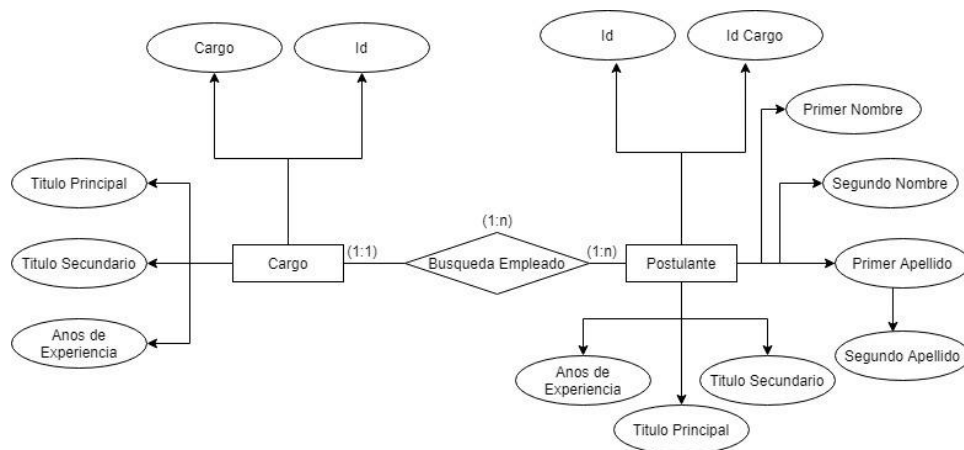 Cargo
Id
Id
Id Cargo
Primer Nombre
Titulo Principal
Segundo Nombre
(1:n)
Titulo Secundario
Cargo
(1:1)
Busqueda Empleado
(1:n)
Postulante
Primer Apellido
Anos de
Experiencia
Segundo Apellido
Anos de
Experiencia
Titulo Secundario
Titulo Principal